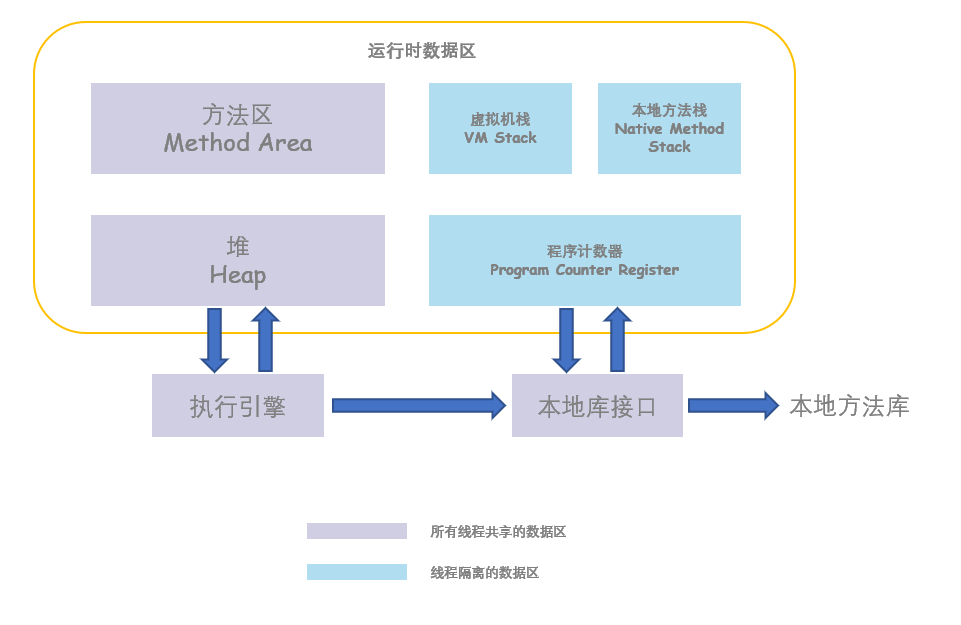 运行时数据区
方法区
Method Area
虚拟机栈
VM Stack
本地方法栈
Native Method
Stack
堆
Heap
程序计数器
Program Counter Register
执行引擎
本地库接口
本地方法库
所有线程共享的数据区
线程隔离的数据区